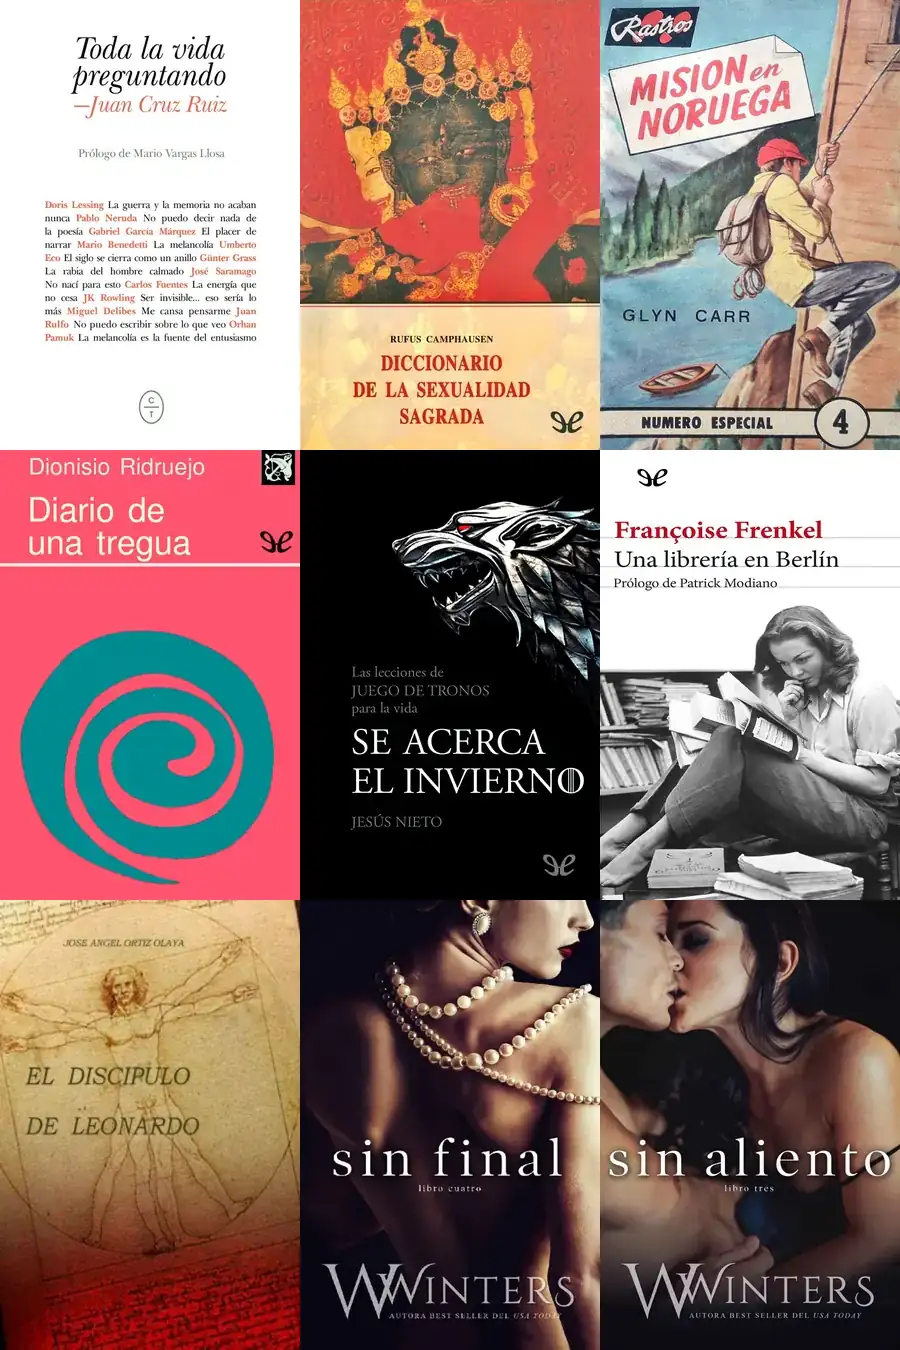 Toda la vida
preguntando
—Juan Cruz Ruiz
Prólogo de Mario Vargas Llosa
Doris Lessing La guerra y la memoria no acaban
nunca Pablo Neruda No puedo decir nada de
la poesía Gabriel García Márquez El placer de
narrar Mario Benedetti La melancolía Umberto
Eco El siglo se cierra como un anillo Günter Grass
La rabia del hombre calmado José Saramago
No nací para esto Carlos Fuentes La energía que
no cesa JK Rowling Ser invisible... eso sería lo
más Miguel Delibes Me cansa pensarme Juan
Rulfo No puedo escribir sobre lo que veo Orhan
Pamuk La melancolía es la fuente del entusiasmo
C
T
RUFUS CAMPHAUSEN
DICCIONARIO
DE LA SEXUALIDAD
SAGRADA
Rastros
MISION en
NORUEGA
GLYN CARR
NUMERO ESPECIAL
4
Dionisio Ridruejo
Diario de
una tregua
Las lecciones de
JUEGO DE TRONOS
para la vida
SE ACERCA
EL INVIERNO
JESÚS NIETO
Françoise Frenkel
Una librería en Berlín
Prólogo de Patrick Modiano
JOSE ANGEL ORTIZ OLAYA
EL DISCIPULO
DE LEONARDO
sin final
libro cuatro
W WINTERS
AUTORA BEST SELLER DEL USA TODAY
sin aliento
libro tres
W WINTERS
AUTORA BEST SELLER DEL USA TODAY